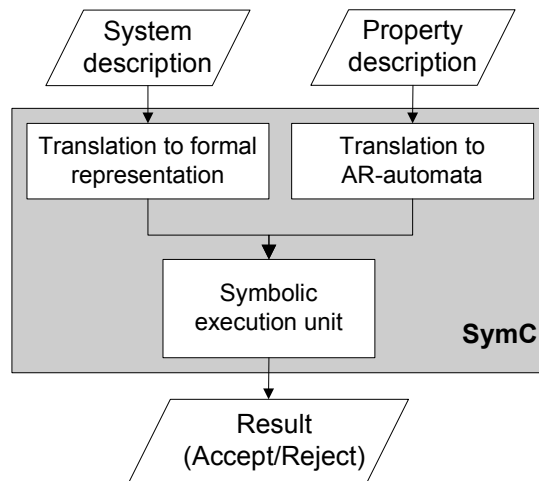 System
description
Property
description
Translation to formal
representation
Translation to
AR-automata
Symbolic
execution unit
SymC
Result
(Accept/Reject)